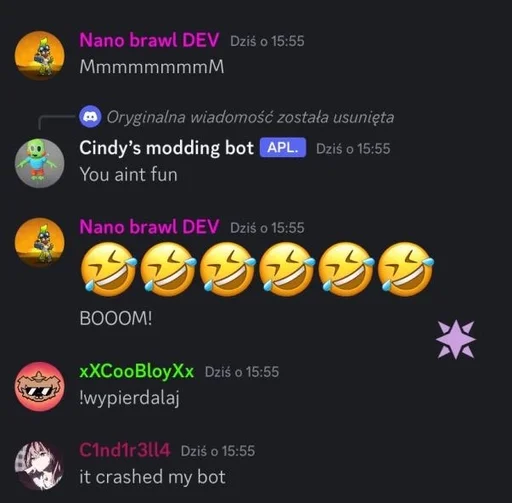 Nano brawl DEV Dziś o 15:55
MmmmmmmmM
Oryginalna wiadomość została usunięta
Cindy's modding bot APL. Dziś o 15:55
You aint fun
Nano brawl DEV Dziś o 15:55
🤣🤣🤣🤣🤣🤣
BOOOM!
xXCooBloyXx Dziś o 15:55
!wypierdalaj
C1nd1r3ll4 Dziś o 15:55
it crashed my bot